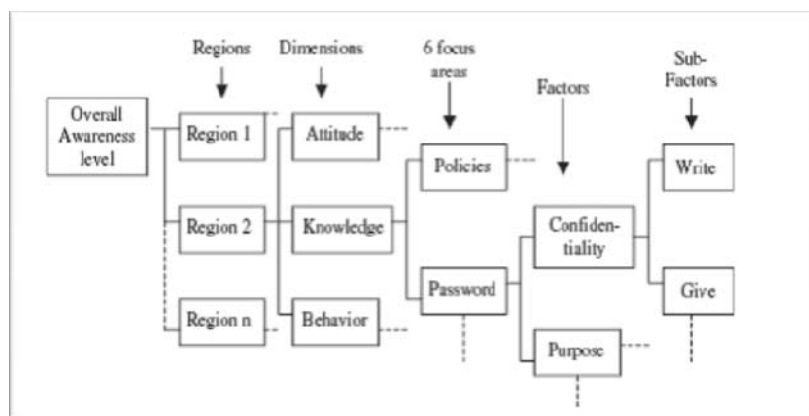 Regions
Dimensions
6 focus
areas
Factors
Sub-
Factors
Overall
Awareness
level
Region 1
Attitude
Policies
Write
Region 2
Knowledge
Confiden-
tiality
Region n
Behavior
Password
Give
Purpose